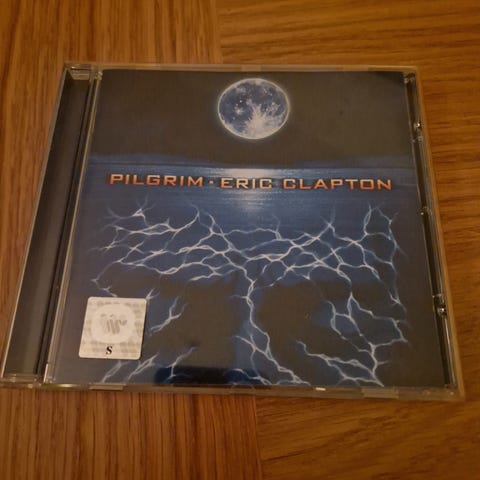 PILGRIM · ERIC CLAPTON
S